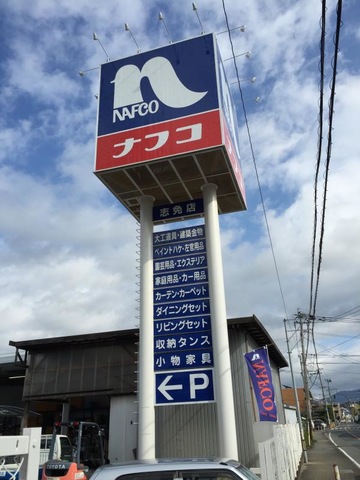 NAFCO
ナフコ
志免店
大工道具・建築金物
ペイントハケ・左官用品
園芸用品・エクステリア
家庭用品・カー用品
カーテン・カーペット
ダイニングセット
リビングセット
収納タンス
小物家具
←P
NAFCO
TOYOTA